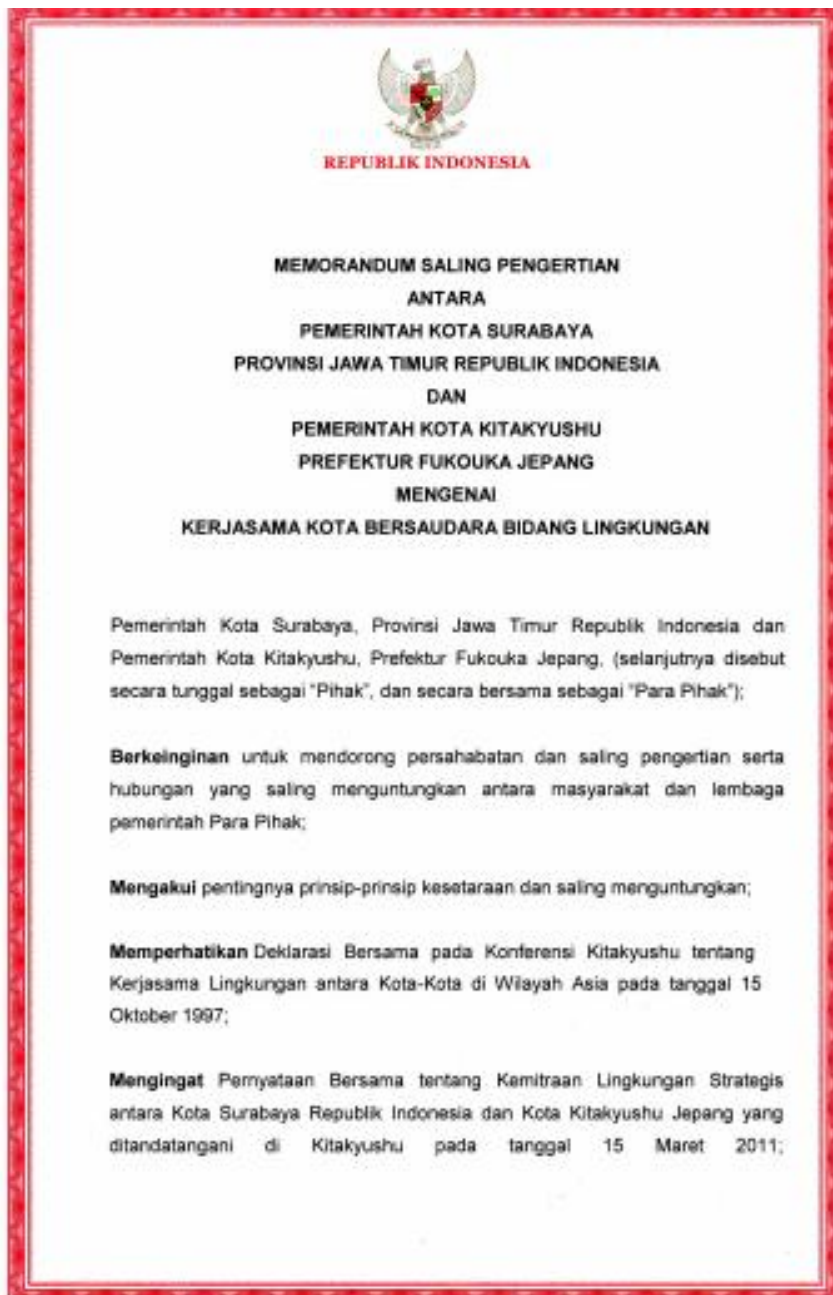 REPUBLIK INDONESIA
MEMORANDUM SALING PENGERTIAN
ANTARA
PEMERINTAH KOTA SURABAYA
PROVINSI JAWA TIMUR REPUBLIK INDONESIA
DAN
PEMERINTAH KOTA KITAKYUSHU
PREFEKTUR FUKOUKA JEPANG
MENGENAI
KERJASAMA KOTA BERSAUDARA BIDANG LINGKUNGAN
Pemerintah Kota Surabaya, Provinsi Jawa Timur Republik Indonesia dan
Pemerintah Kota Kitakyushu, Prefektur Fukouka Jepang, (selanjutnya disebut
secara tunggal sebagai "Pihak", dan secara bersama sebagai "Para Pihak");
Berkeinginan untuk mendorong persahabatan dan saling pengertian serta
hubungan yang saling menguntungkan antara masyarakat dan lembaga
pemerintah Para Pihak;
Mengakui pentingnya prinsip-prinsip kesetaraan dan saling menguntungkan;
Memperhatikan Deklarasi Bersama pada Konferensi Kitakyushu tentang
Kerjasama Lingkungan antara Kota-Kota di Wilayah Asia pada tanggal 15
Oktober 1997;
Mengingat Pernyataan Bersama tentang Kemitraan Lingkungan Strategis
antara Kota Surabaya Republik Indonesia dan Kota Kitakyushu Jepang yang
ditandatangani di Kitakyushu pada tanggal 15 Maret 2011;